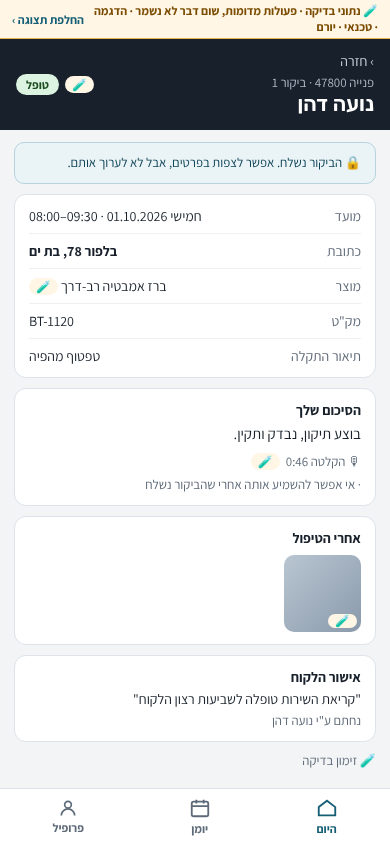 🧪 נתוני בדיקה · פעולות מדומות, שום דבר לא נשמר · הדגמה · טכנאי · יורם
החלפת תצוגה ›
› חזרה
פנייה 47800 · ביקור 1
נועה דהן
🧪 טופל
🔒 הביקור נשלח. אפשר לצפות בפרטים, אבל לא לערוך אותם.
מועד חמישי 01.10.2026 · 08:00–09:30
כתובת בלפור 78, בת ים
מוצר ברז אמבטיה רב-דרך 🧪
מק"ט BT-1120
תיאור התקלה טפטוף מהפיה
הסיכום שלך
בוצע תיקון, נבדק ותקין.
🎙 הקלטה 0:46 🧪
· אי אפשר להשמיע אותה אחרי שהביקור נשלח
אחרי הטיפול
🧪
אישור הלקוח
"קריאת השירות טופלה לשביעות רצון הלקוח"
נחתם ע"י נועה דהן
🧪 זימון בדיקה
היום
יומן
פרופיל